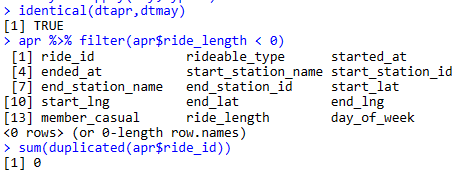 > identical(dtapr,dtmay)
[1] TRUE
> apr %>% filter(apr$ride_length < 0)
 [1] ride_id            rideable_type      started_at
 [4] ended_at           start_station_name start_station_id
 [7] end_station_name   end_station_id     start_lat
[10] start_lng          end_lat            end_lng
[13] member_casual      ride_length        day_of_week
<0 rows> (or 0-length row.names)
> sum(duplicated(apr$ride_id))
[1] 0